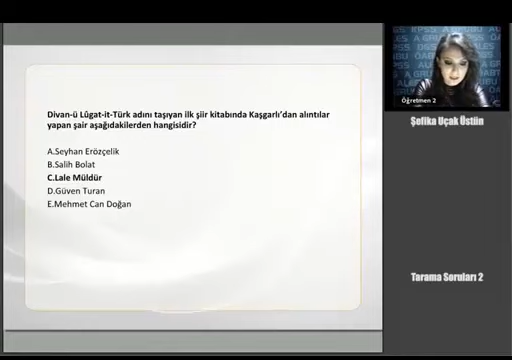 Divan-ü Lûgat-it-Türk adını taşıyan ilk şiir kitabında Kaşgarlı'dan alıntılar
yapan şair aşağıdakilerden hangisidir?
A.Seyhan Erözçelik
B.Salih Bolat
C.Lale Müldür
D.Güven Turan
E.Mehmet Can Doğan
Öğretmen 2
Şefika Uçak Üstün
Tarama Soruları 2